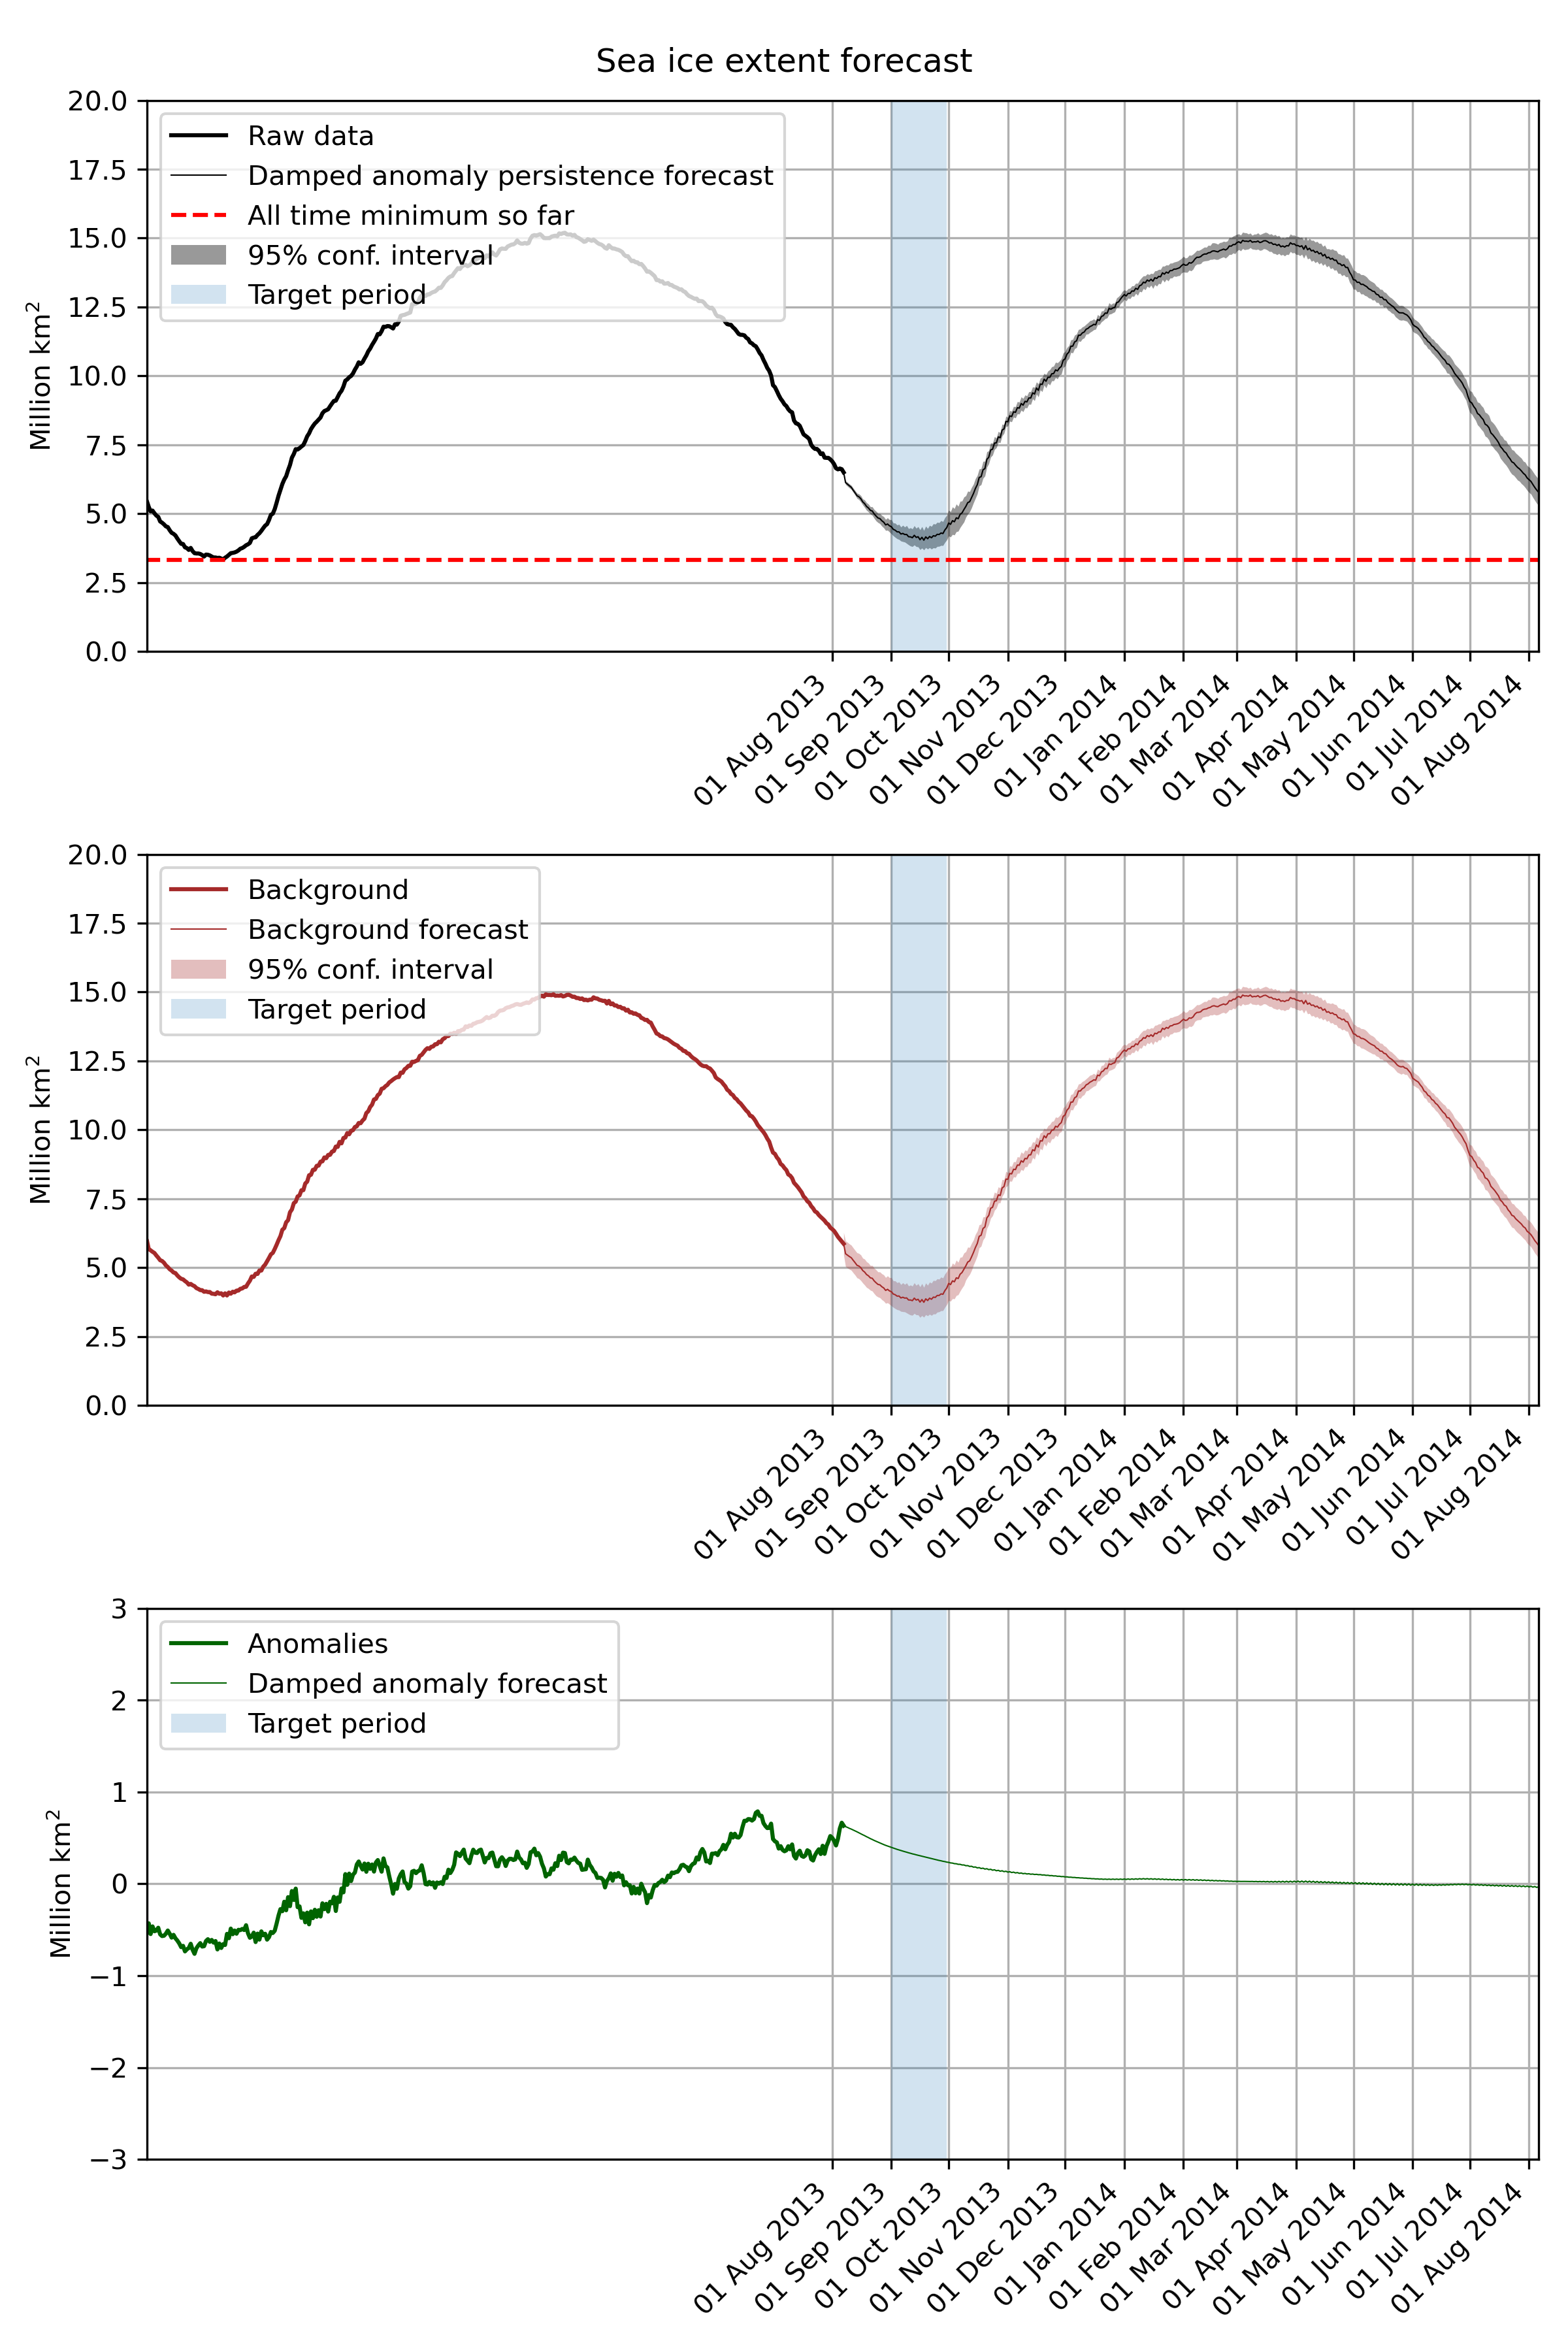 Sea ice extent forecast
20.0
17.5
15.0
12.5
10.0
7.5
5.0
2.5
0.0
Million km²
Raw data
Damped anomaly persistence forecast
All time minimum so far
95% conf. interval
Target period
01 Aug 2013
01 Sep 2013
01 Oct 2013
01 Nov 2013
01 Dec 2013
01 Jan 2014
01 Feb 2014
01 Mar 2014
01 Apr 2014
01 May 2014
01 Jun 2014
01 Jul 2014
01 Aug 2014
20.0
17.5
15.0
12.5
10.0
7.5
5.0
2.5
0.0
Million km²
Background
Background forecast
95% conf. interval
Target period
01 Aug 2013
01 Sep 2013
01 Oct 2013
01 Nov 2013
01 Dec 2013
01 Jan 2014
01 Feb 2014
01 Mar 2014
01 Apr 2014
01 May 2014
01 Jun 2014
01 Jul 2014
01 Aug 2014
3
2
1
0
−1
−2
−3
Million km²
Anomalies
Damped anomaly forecast
Target period
01 Aug 2013
01 Sep 2013
01 Oct 2013
01 Nov 2013
01 Dec 2013
01 Jan 2014
01 Feb 2014
01 Mar 2014
01 Apr 2014
01 May 2014
01 Jun 2014
01 Jul 2014
01 Aug 2014